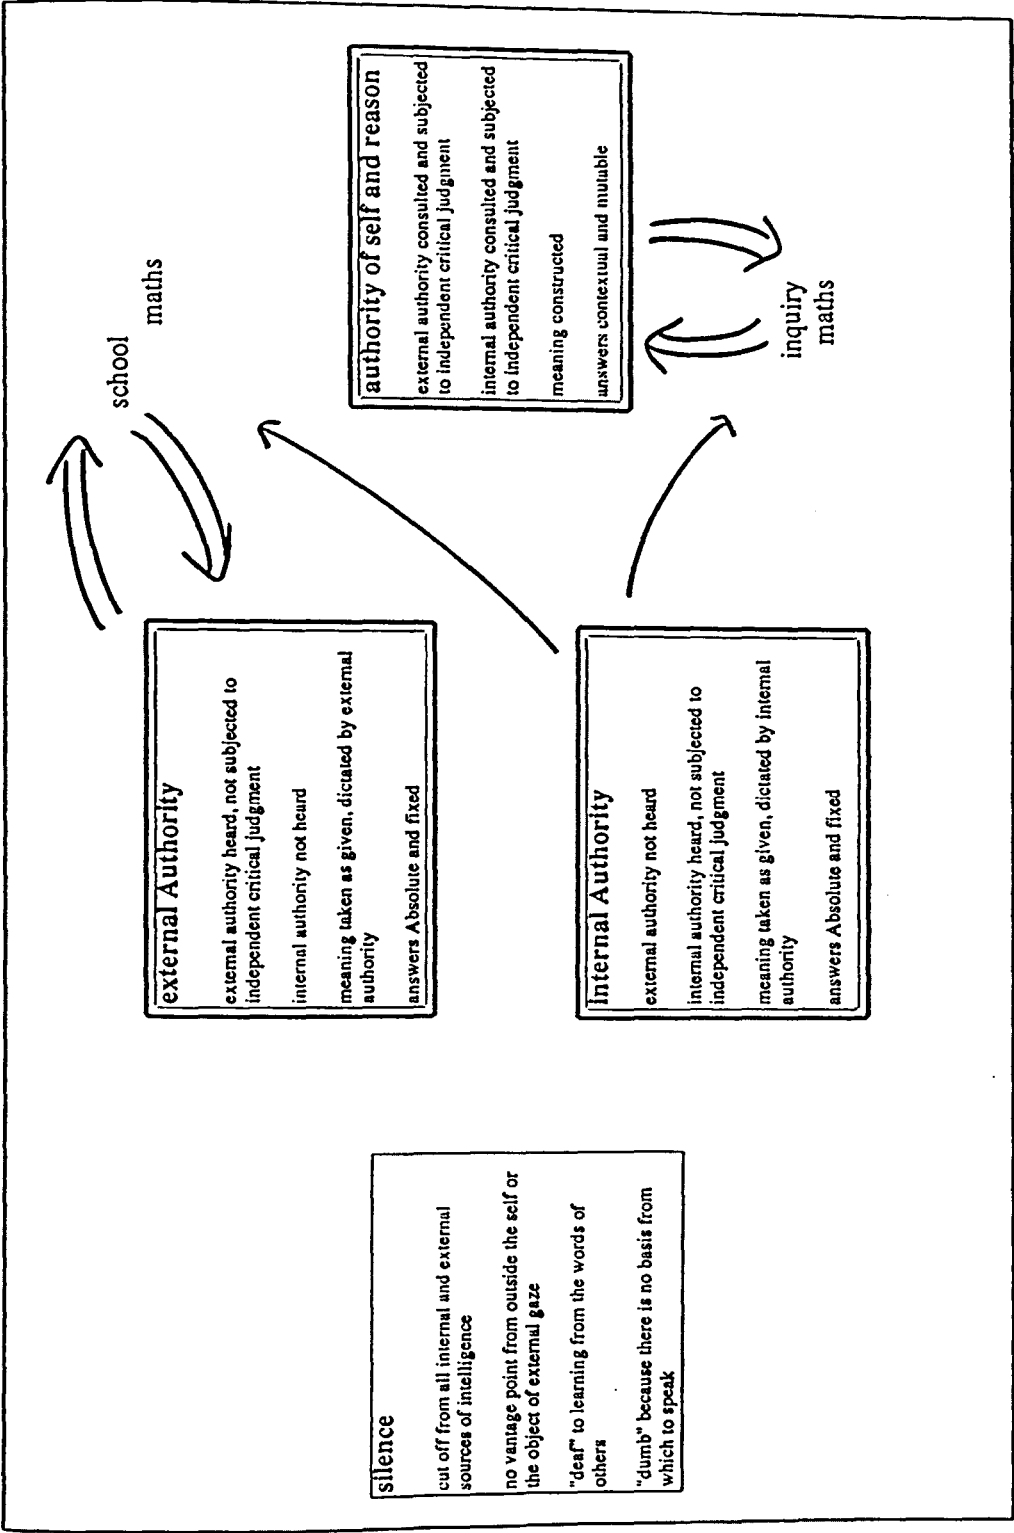 silence
cut off from all internal and external
sources of intelligence
no vantage point from outside the self or
the object of external gaze
"deaf" to learning from the words of
others
"dumb" because there is no basis from
which to speak
external Authority
external authority heard, not subjected to
independent critical judgment
internal authority not heard
meaning taken as given, dictated by external
authority
answers Absolute and fixed
internal Authority
external authority not heard
internal authority heard, not subjected to
independent critical judgment
meaning taken as given, dictated by internal
authority
answers Absolute and fixed
school
maths
authority of self and reason
external authority consulted and subjected
to independent critical judgment
internal authority consulted and subjected
to independent critical judgment
meaning constructed
answers contextual and mutable
inquiry
maths